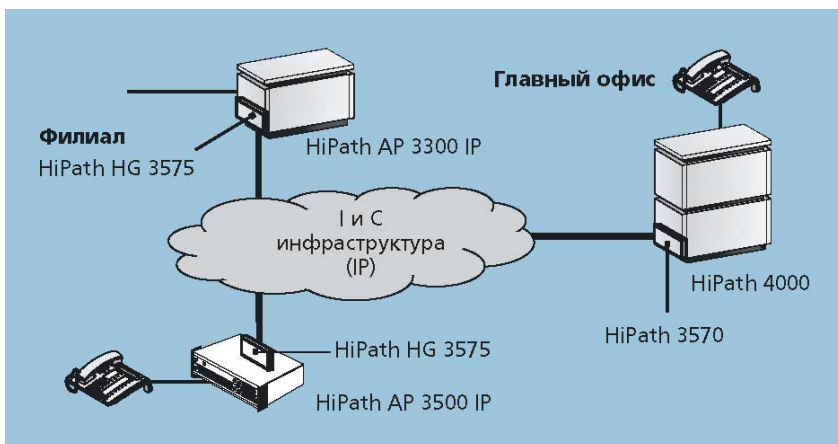 Главный офис
Филиал
HiPath HG 3575
HiPath AP 3300 IP
I и C
инфраструктура
(IP)
HiPath 4000
HiPath 3570
HiPath HG 3575
HiPath AP 3500 IP